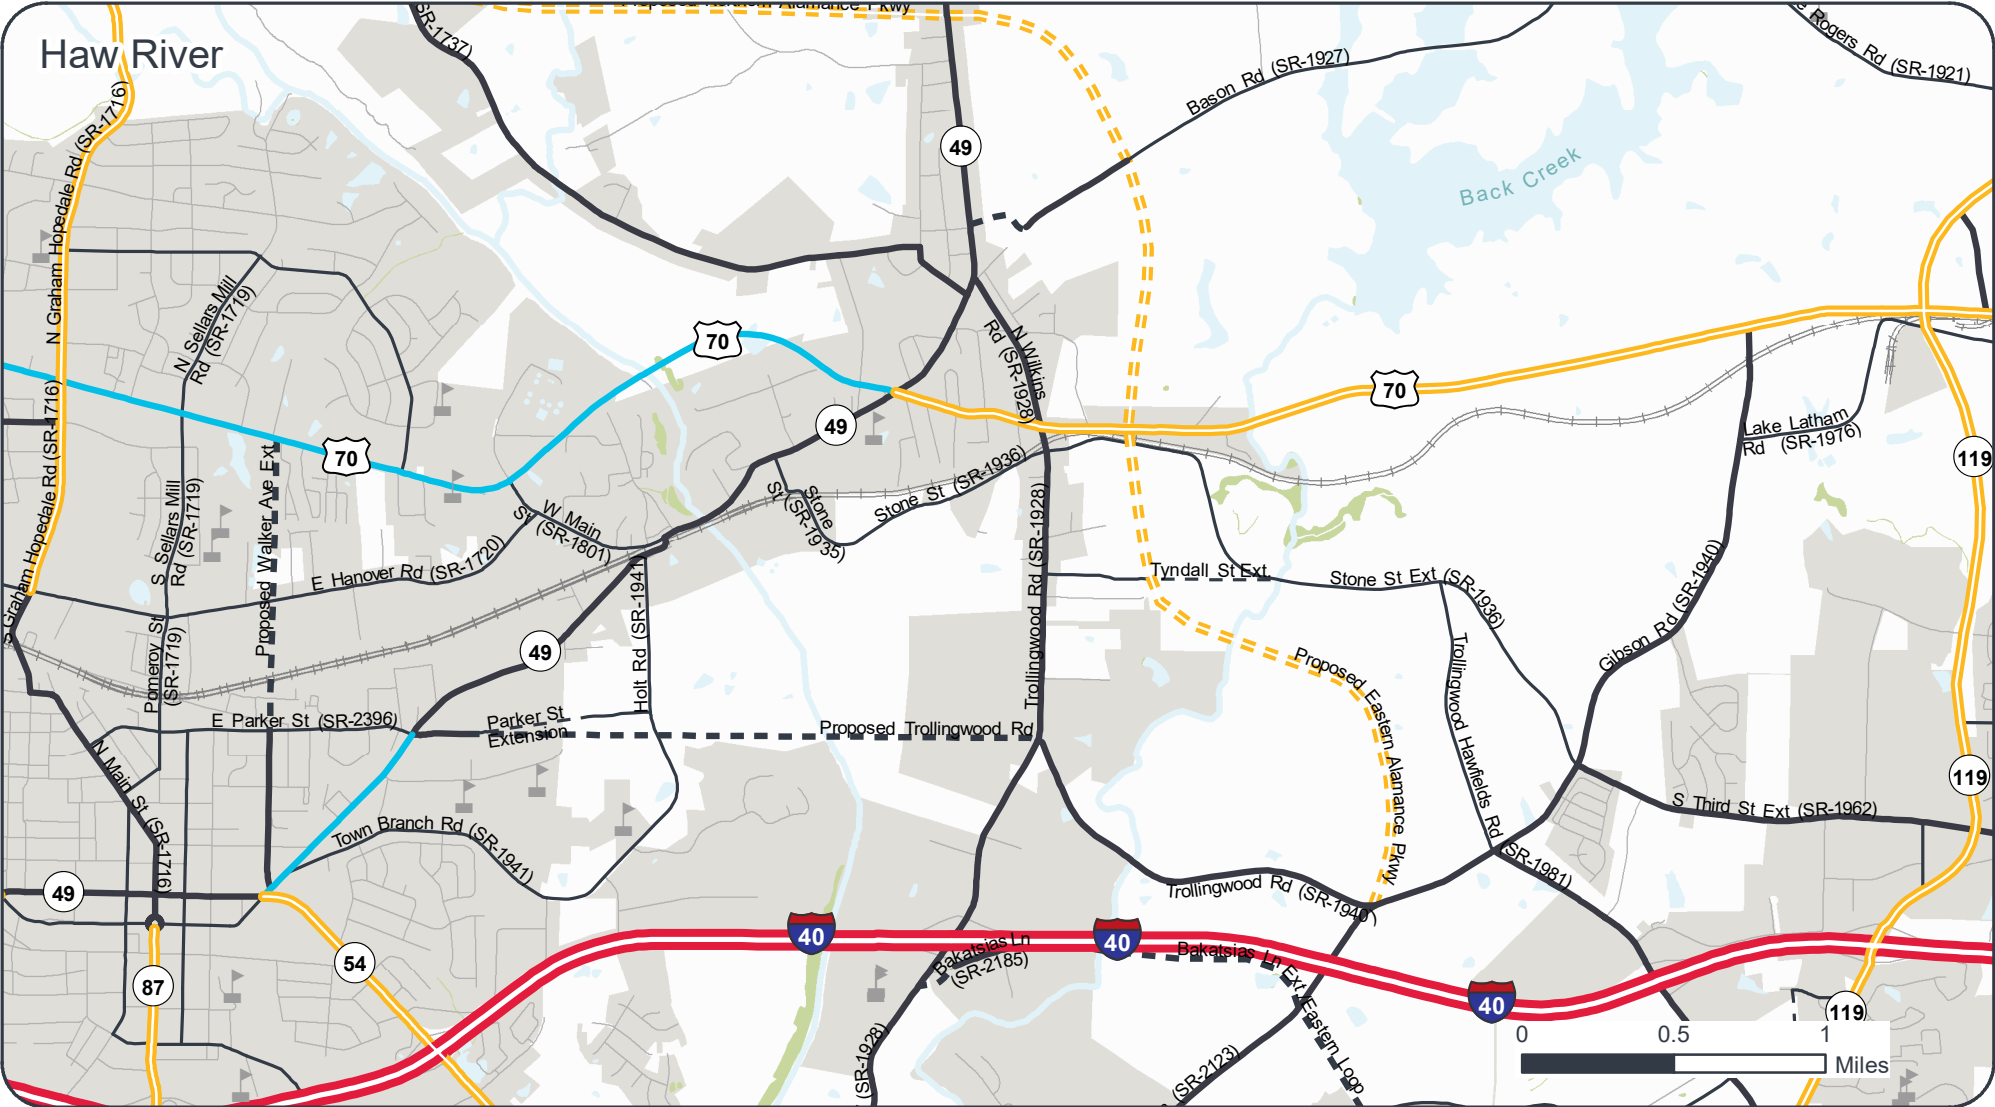 Proposed Northern Alamance Pkwy
SR-1737)
Rogers Rd (SR-1921)
Haw River
Bason Rd (SR-1927)
N Graham Hopedale Rd (SR-1716)
49
Back Creek
N Sellars Mill
Rd (SR-1719)
70
N Wilkins
Rd (SR-1928)
70
49
Lake Latham
Rd (SR-1976)
70
119
S Graham Hopedale Rd (SR-1716)
S Sellars Mill
Rd (SR-1719)
Proposed Walker Ave Ext
W Main
St (SR-1801)
E Hanover Rd (SR-1720)
Stone
St (SR-1935)
Stone St (SR-1936)
Trollingwood Rd (SR-1928)
Tyndall St Ext.
Stone St Ext (SR-1936)
Gibson Rd (SR-1940)
Pomeroy St
(SR-1719)
49
Holt Rd (SR-1941)
Trollingwood Hawfields Rd
(SR-1981)
Proposed Eastern Alamance Pkwy
E Parker St (SR-2396)
Parker St
Extension
Proposed Trollingwood Rd
N Main St (SR-1716)
119
S Third St Ext (SR-1962)
Town Branch Rd (SR-1941)
49
Trollingwood Rd (SR-1940)
40
40
54
87
Bakatsias Ln
(SR-2185)
Bakatsias Ln Ext/Eastern Loop
40
119
(SR-1928)
(SR-2123)
0 0.5 1
Miles